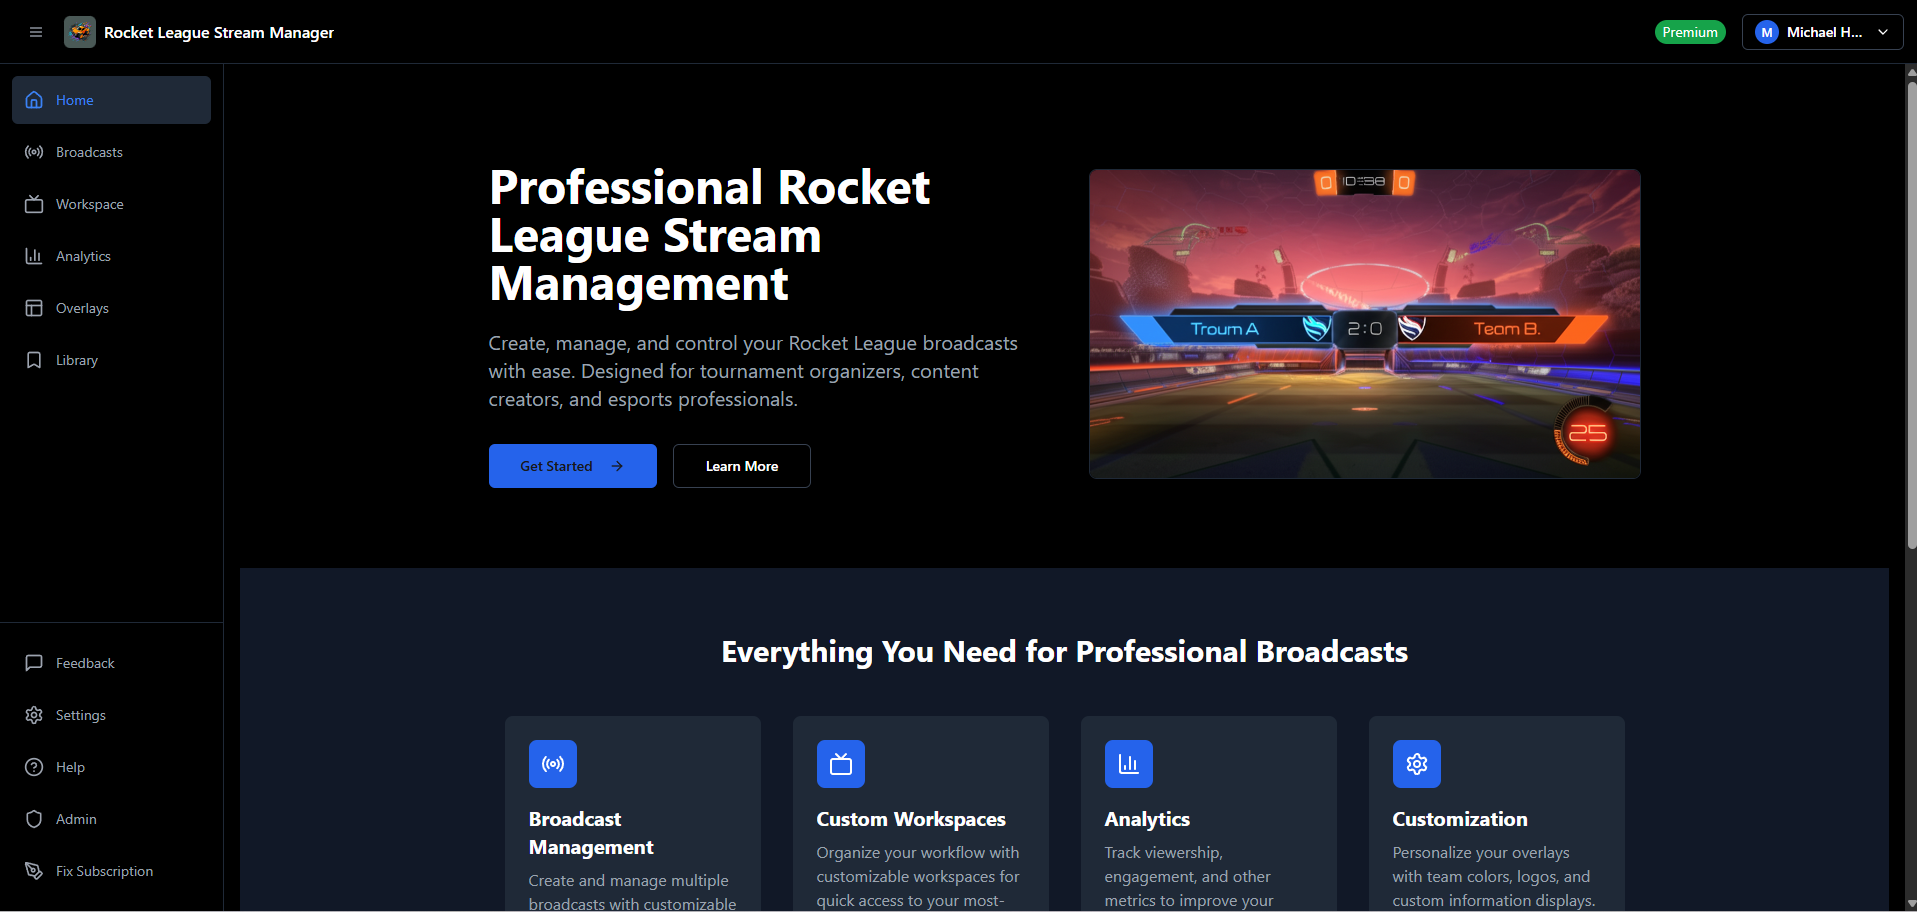 Rocket League Stream Manager
Premium
M
Michael H...
Home
Broadcasts
Workspace
Analytics
Overlays
Library
Feedback
Settings
Help
Admin
Fix Subscription
Professional Rocket
League Stream
Management
Create, manage, and control your Rocket League broadcasts
with ease. Designed for tournament organizers, content
creators, and esports professionals.
Get Started
Learn More
0
0
Troum A
2:0
Team B.
25
Everything You Need for Professional Broadcasts
Broadcast
Management
Create and manage multiple
broadcasts with customizable
Custom Workspaces
Organize your workflow with
customizable workspaces for
quick access to your most-
Analytics
Track viewership,
engagement, and other
metrics to improve your
Customization
Personalize your overlays
with team colors, logos, and
custom information displays.